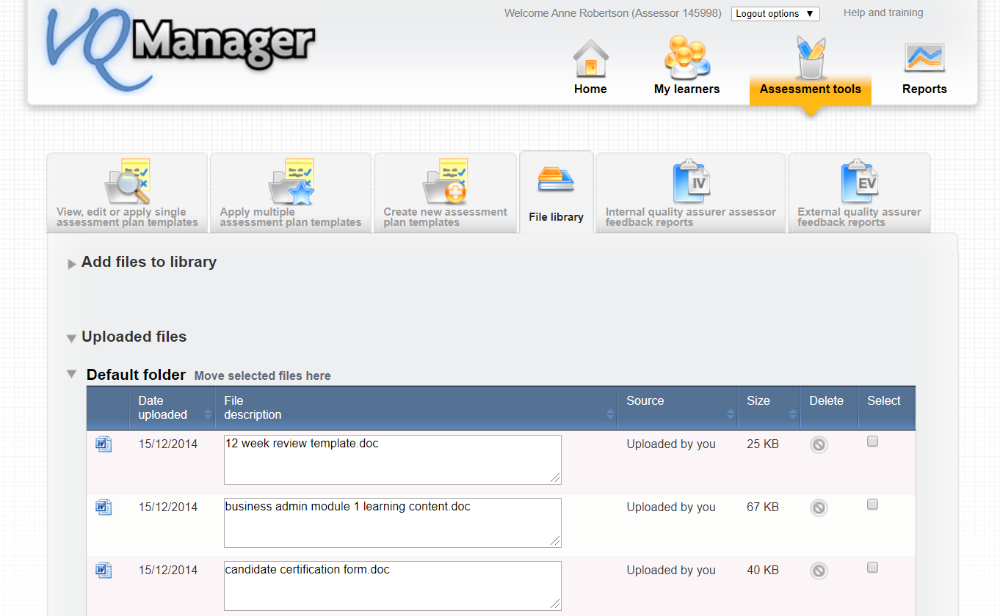 VQManager
Welcome Anne Robertson (Assessor 145998)
Logout options ▼
Help and training
Home
My learners
Assessment tools
Reports
View, edit or apply single
assessment plan templates
Apply multiple
assessment plan templates
Create new assessment
plan templates
File library
IV
Internal quality assurer assessor
feedback reports
EV
External quality assurer
feedback reports
Add files to library
Uploaded files
Default folder Move selected files here
Date
uploaded
File
description
Source
Size
Delete
Select
15/12/2014 12 week review template.doc Uploaded by you 25 KB
15/12/2014 business admin module 1 learning content.doc Uploaded by you 67 KB
15/12/2014 candidate certification form.doc Uploaded by you 40 KB